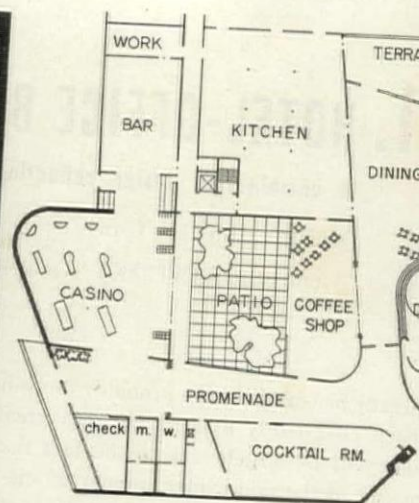 WORK
TERRA
BAR
KITCHEN
DINING
CASINO
PATIO
COFFEE
SHOP
PROMENADE
check m. w.
COCKTAIL RM.